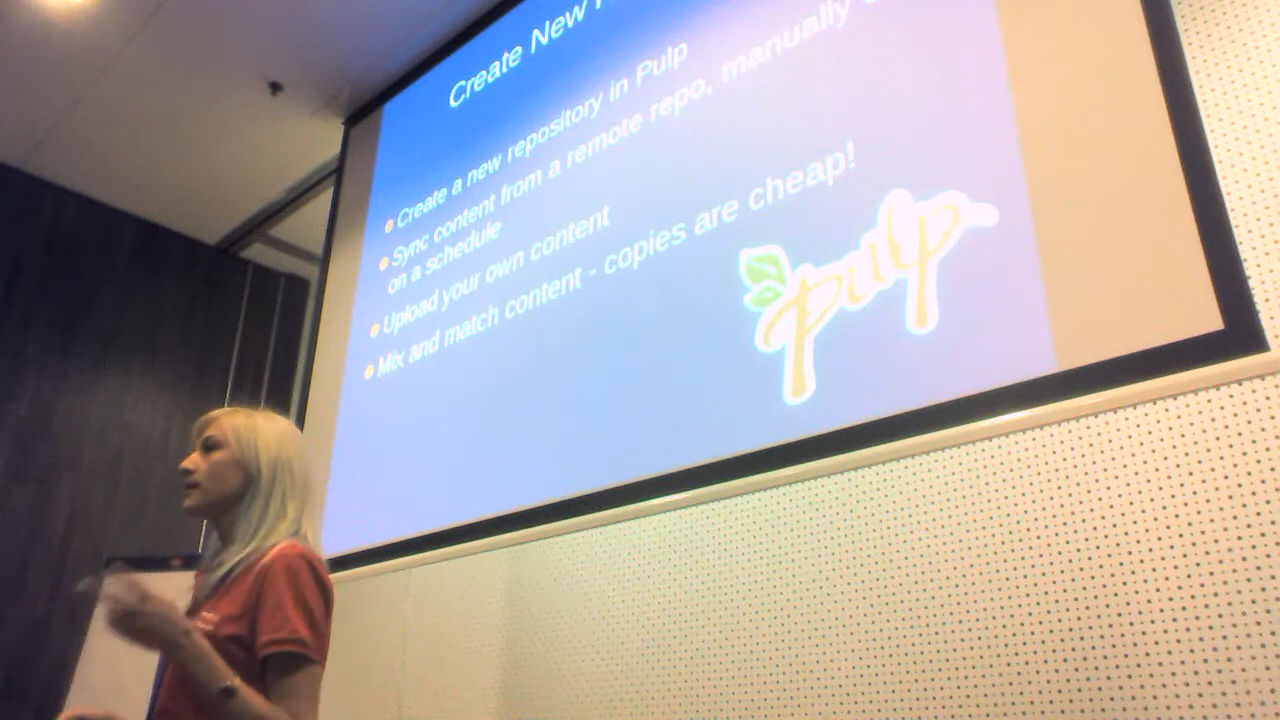 Create New
Create a new repository in Pulp
Sync content from a remote repo, manually
on a schedule
Upload your own content
Mix and match content - copies are cheap!
pulp